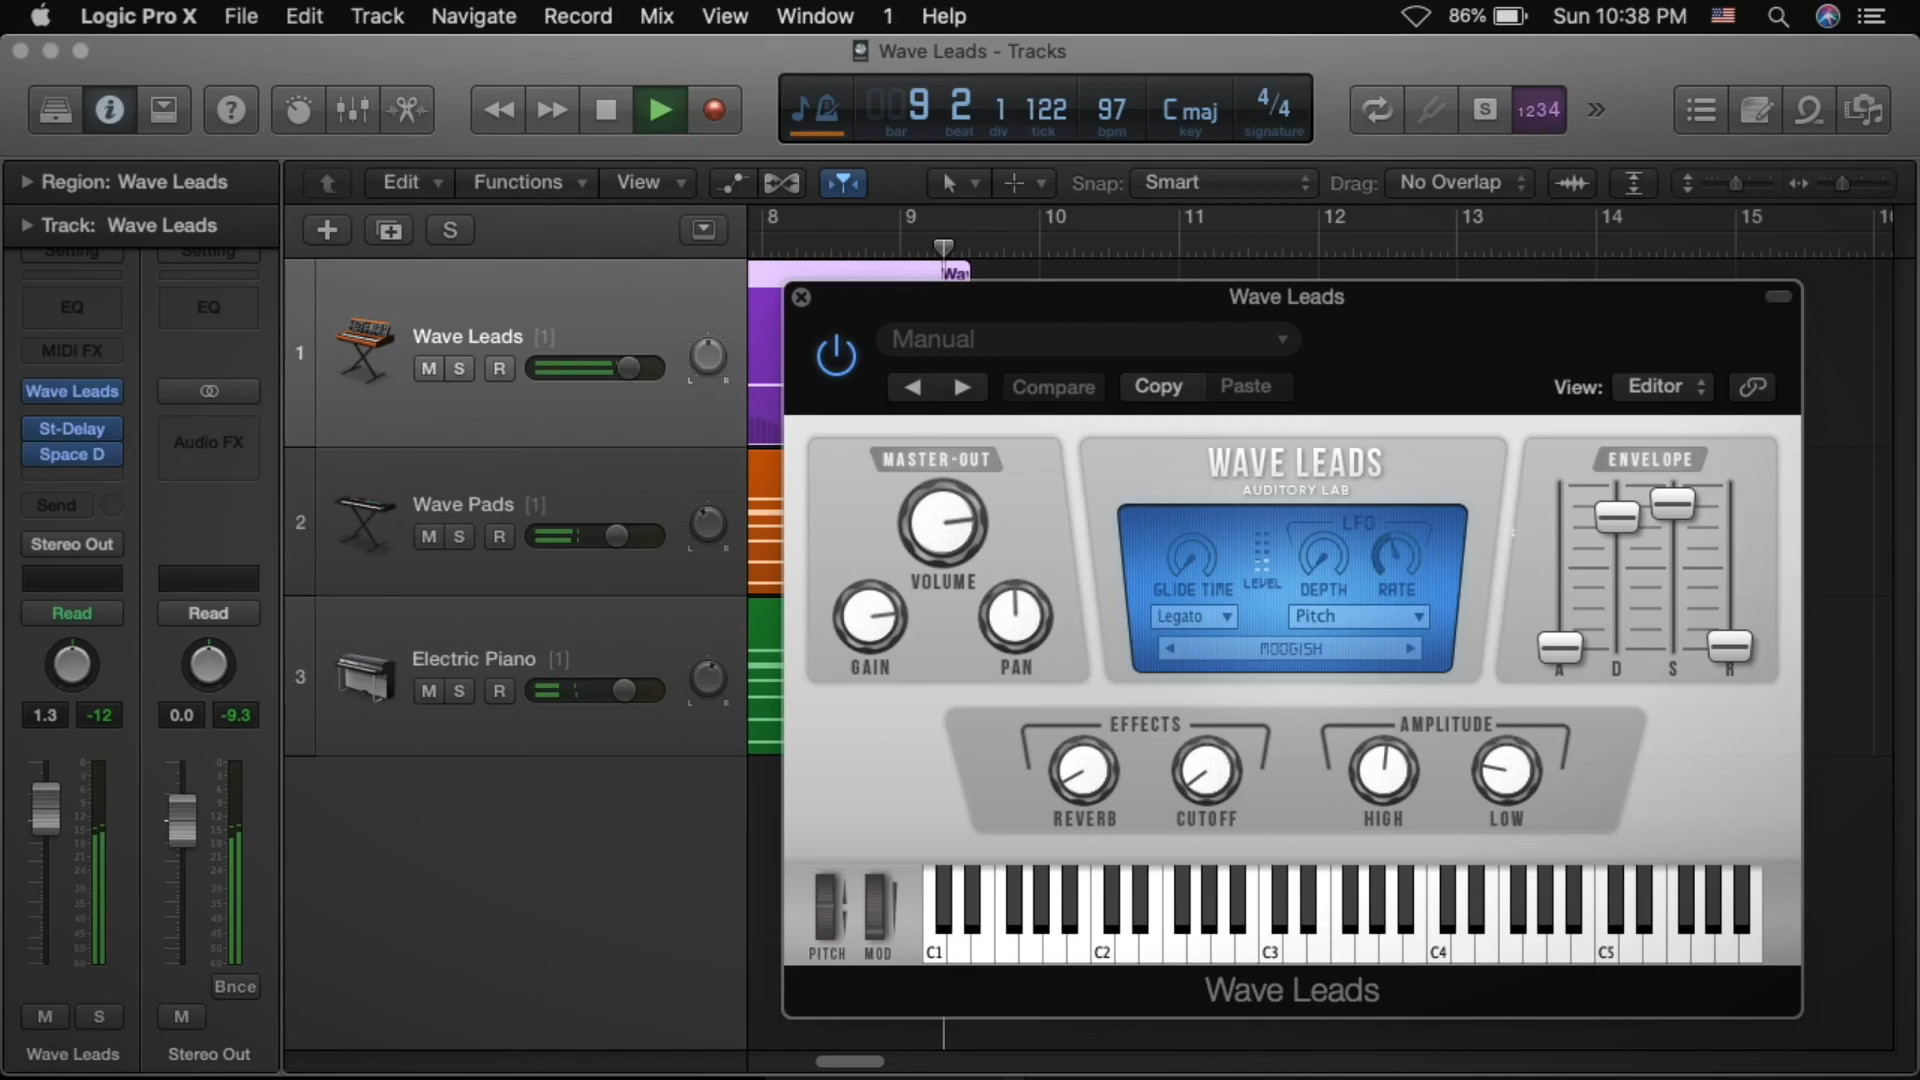 Logic Pro X File Edit Track Navigate Record Mix View Window 1 Help 86% Sun 10:38 PM
Wave Leads - Tracks
009 2 1 122 97 C maj 4/4
bar beat div tick bpm key signature
S 1234
Region: Wave Leads
Edit Functions View Snap: Smart Drag: No Overlap
Track: Wave Leads
S
8 9 10 11 12 13 14 15
Setting Setting
EQ EQ
MIDI FX
Wave Leads
St-Delay
Space D
Audio FX
Send
Stereo Out
Read Read
1.3 -12 0.0 -9.3
Bnce
M S M
Wave Leads Stereo Out
1 Wave Leads [1]
M S R
L R
2 Wave Pads [1]
M S R
L R
3 Electric Piano [1]
M S R
L R
Wav
Wave Leads
Manual
Compare Copy Paste View: Editor
MASTER-OUT
VOLUME
GAIN PAN
WAVE LEADS
AUDITORY LAB
LFO
GLIDE TIME LEVEL DEPTH RATE
Legato Pitch
MOOGISH
ENVELOPE
A D S R
EFFECTS AMPLITUDE
REVERB CUTOFF HIGH LOW
PITCH MOD C1 C2 C3 C4 C5
Wave Leads